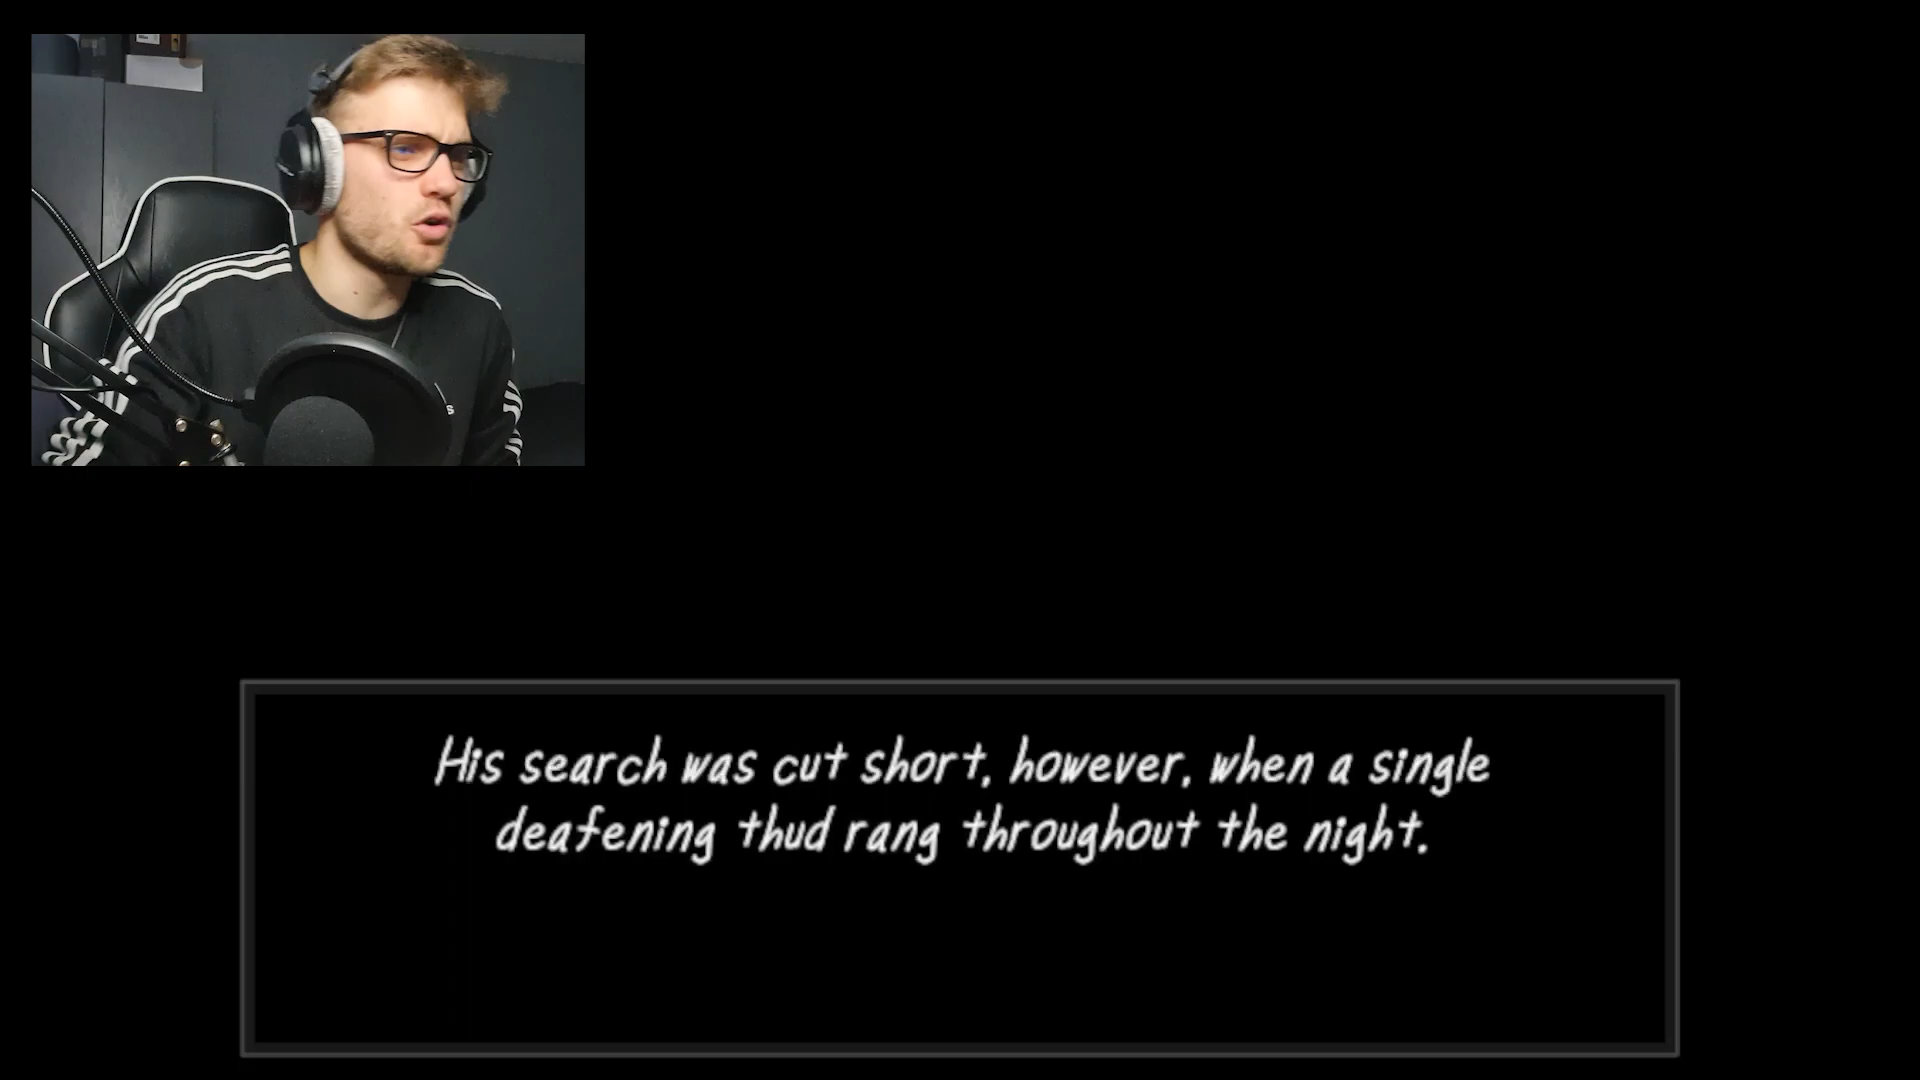 His search was cut short, however, when a single
deafening thud rang throughout the night.